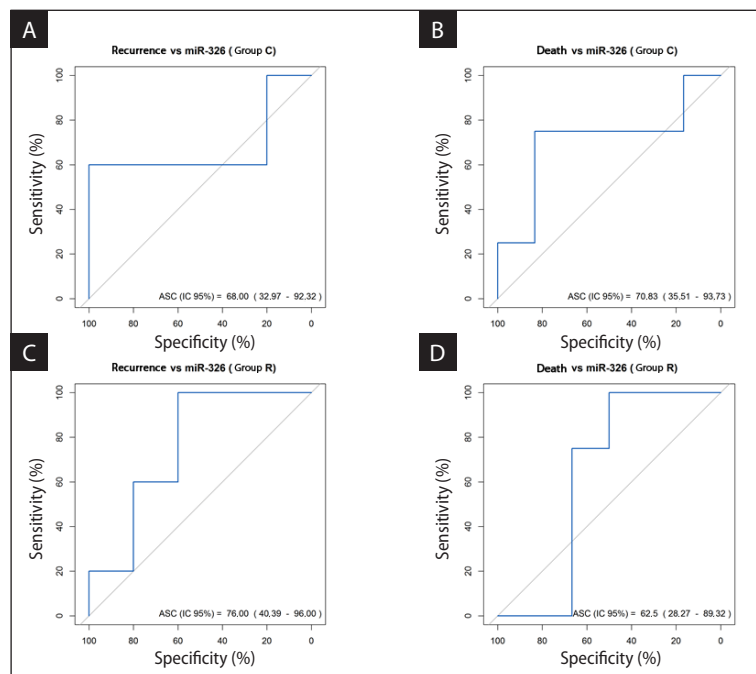 A
Recurrence vs miR-326 ( Group C)
Sensitivity (%)
100
80
60
40
20
0
ASC (IC 95%) = 68.00 ( 32.97 - 92.32)
100 80 60 40 20 0
Specificity (%)
B
Death vs miR-326 ( Group C)
Sensitivity (%)
100
80
60
40
20
0
ASC (IC 95%) = 70.83 ( 35.51 - 93,73)
100 80 60 40 20 0
Specificity (%)
C
Recurrence vs miR-326 ( Group R)
Sensitivity (%)
100
80
60
40
20
0
ASC (IC 95%) = 76,00 ( 40,39 - 96,00)
100 80 60 40 20 0
Specificity (%)
D
Death vs miR-326 ( Group R)
Sensitivity (%)
100
80
60
40
20
0
ASC (IC 95%) = 62.5 ( 28.27 - 89,32)
100 80 60 40 20 0
Specificity (%)